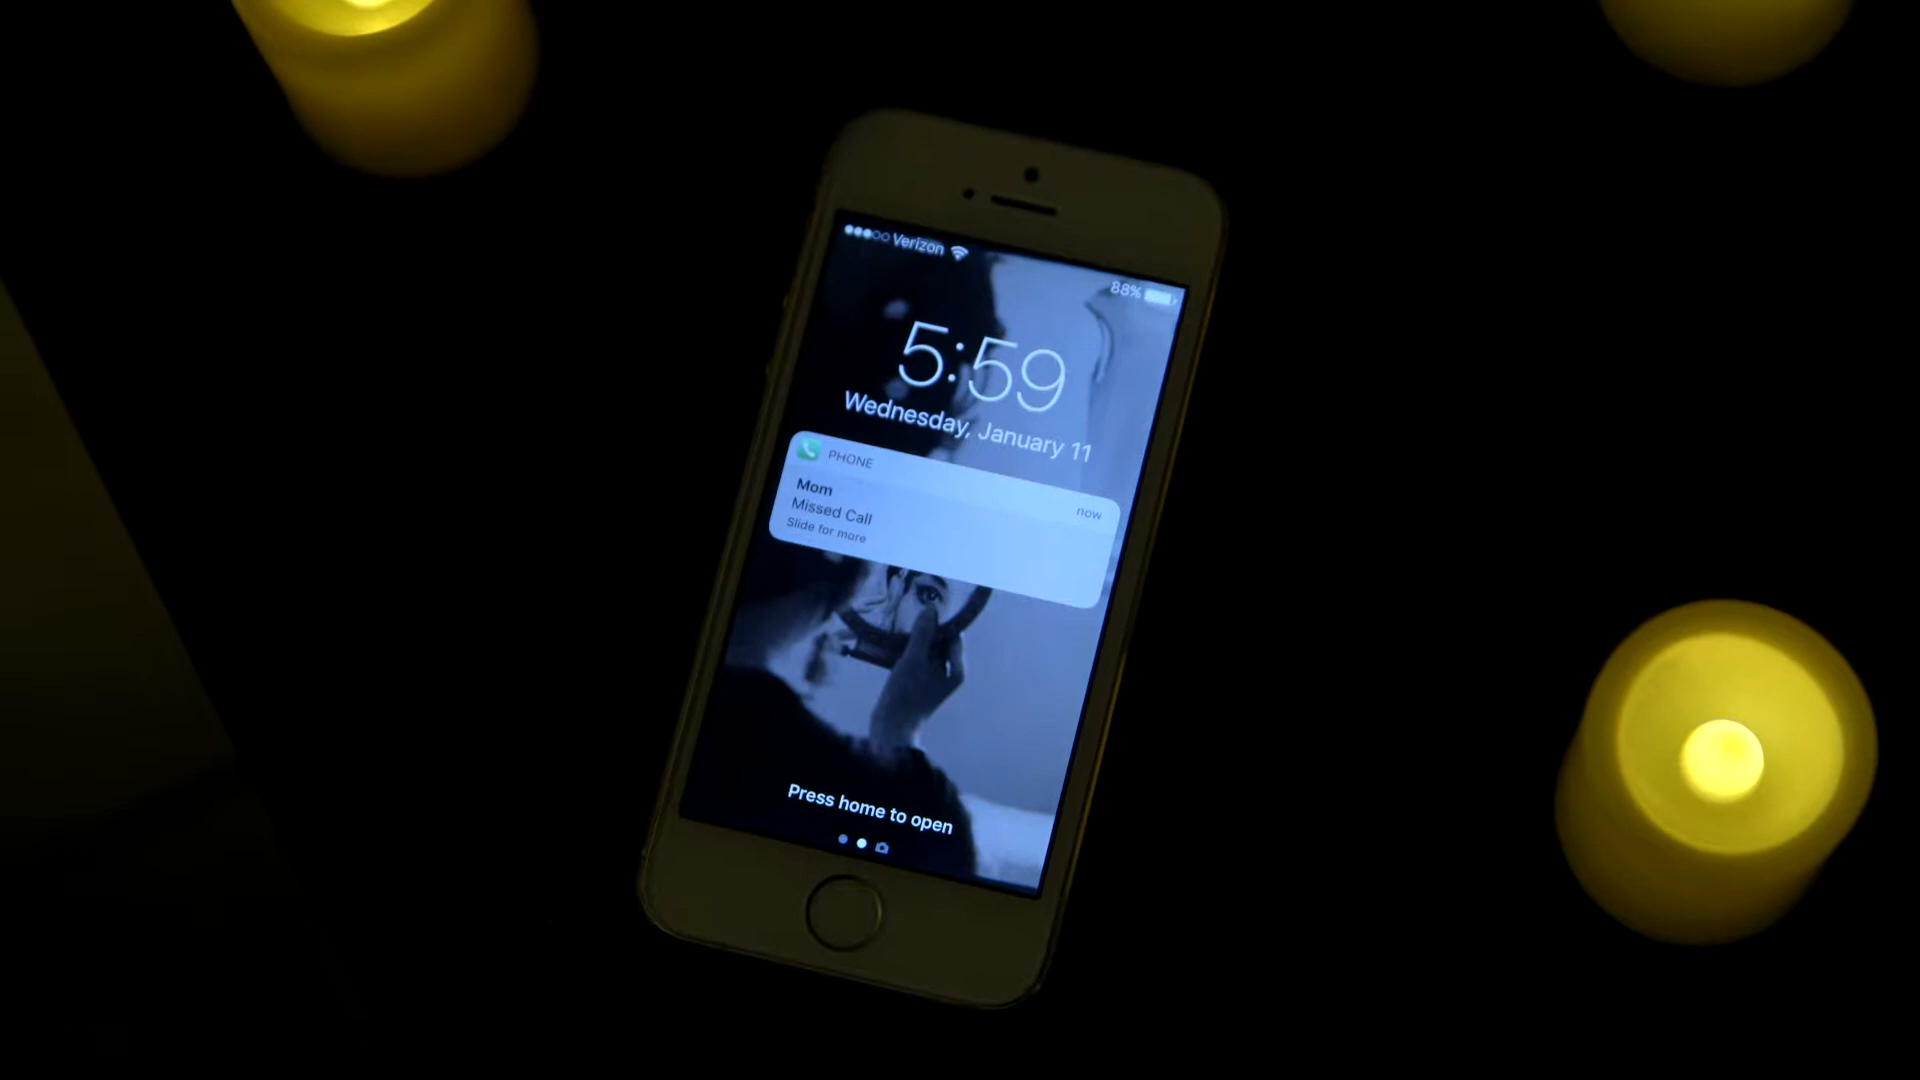 Verizon
88%
5:59
Wednesday, January 11
PHONE
now
Mom
Missed Call
Slide for more
Press home to open